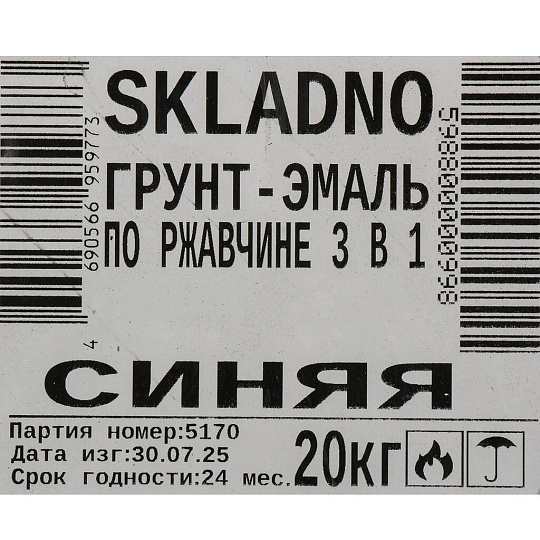 SKLADNO
ГРУНТ-ЭМАЛЬ
ПО РЖАВЧИНЕ 3 В 1
4 690566 959773
СИНЯЯ
Партия номер:5170
Дата изг:30.07.25
Срок годности:24 мес.
20кг